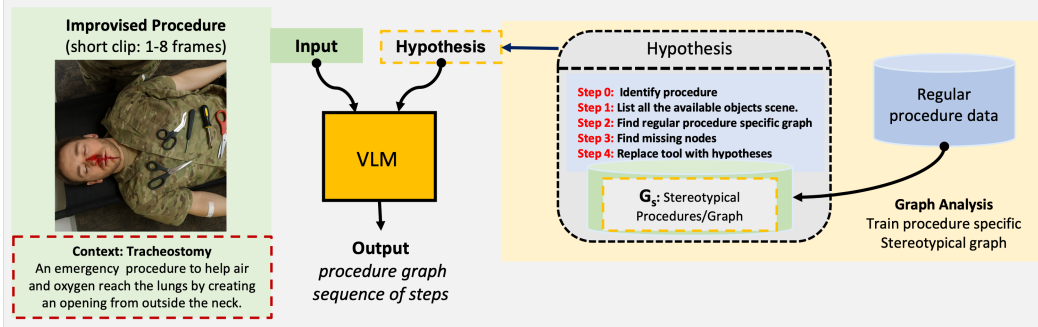 Improvised Procedure
(short clip: 1-8 frames)
Context: Tracheostomy
An emergency procedure to help air
and oxygen reach the lungs by creating
an opening from outside the neck.
Input
Hypothesis
VLM
Output
procedure graph
sequence of steps
Hypothesis
Step 0: Identify procedure
Step 1: List all the available objects scene.
Step 2: Find regular procedure specific graph
Step 3: Find missing nodes
Step 4: Replace tool with hypotheses
Gs: Stereotypical
Procedures/Graph
Regular
procedure data
Graph Analysis
Train procedure specific
Stereotypical graph